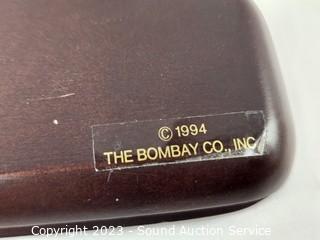 © 1994
THE BOMBAY CO., INC
Copyright 2023 - Sound Auction Service